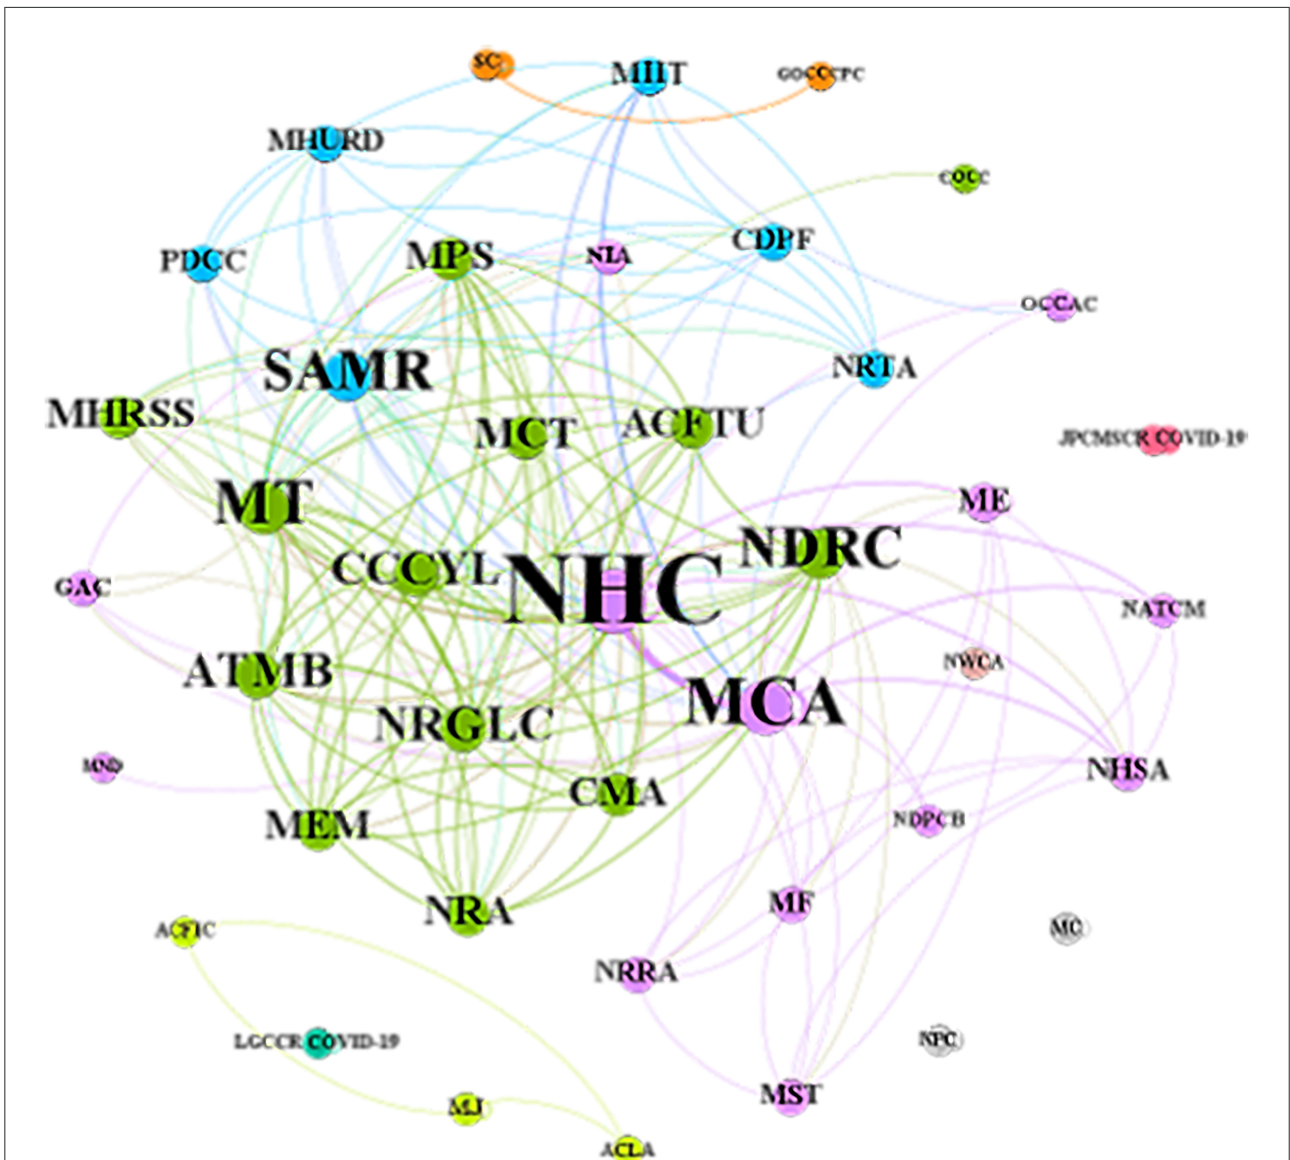 SC
MIIT
GOCCCPC
MHURD
COCC
MPS
NIA
CDPF
PDCC
OCCAC
SAMR
NRTA
MHRSS
MCT
ACFTU
JPCMSCR COVID-19
MT
ME
NDRC
CCCYL
NHC
GAC
NATCM
NWCA
ATMB
MCA
NRGLC
MND
NHSA
CMA
MEM
NDPCB
MF
NRA
ACFIC
MC
NRRA
LGCCR COVID-19
NPC
MST
MJ
ACLA